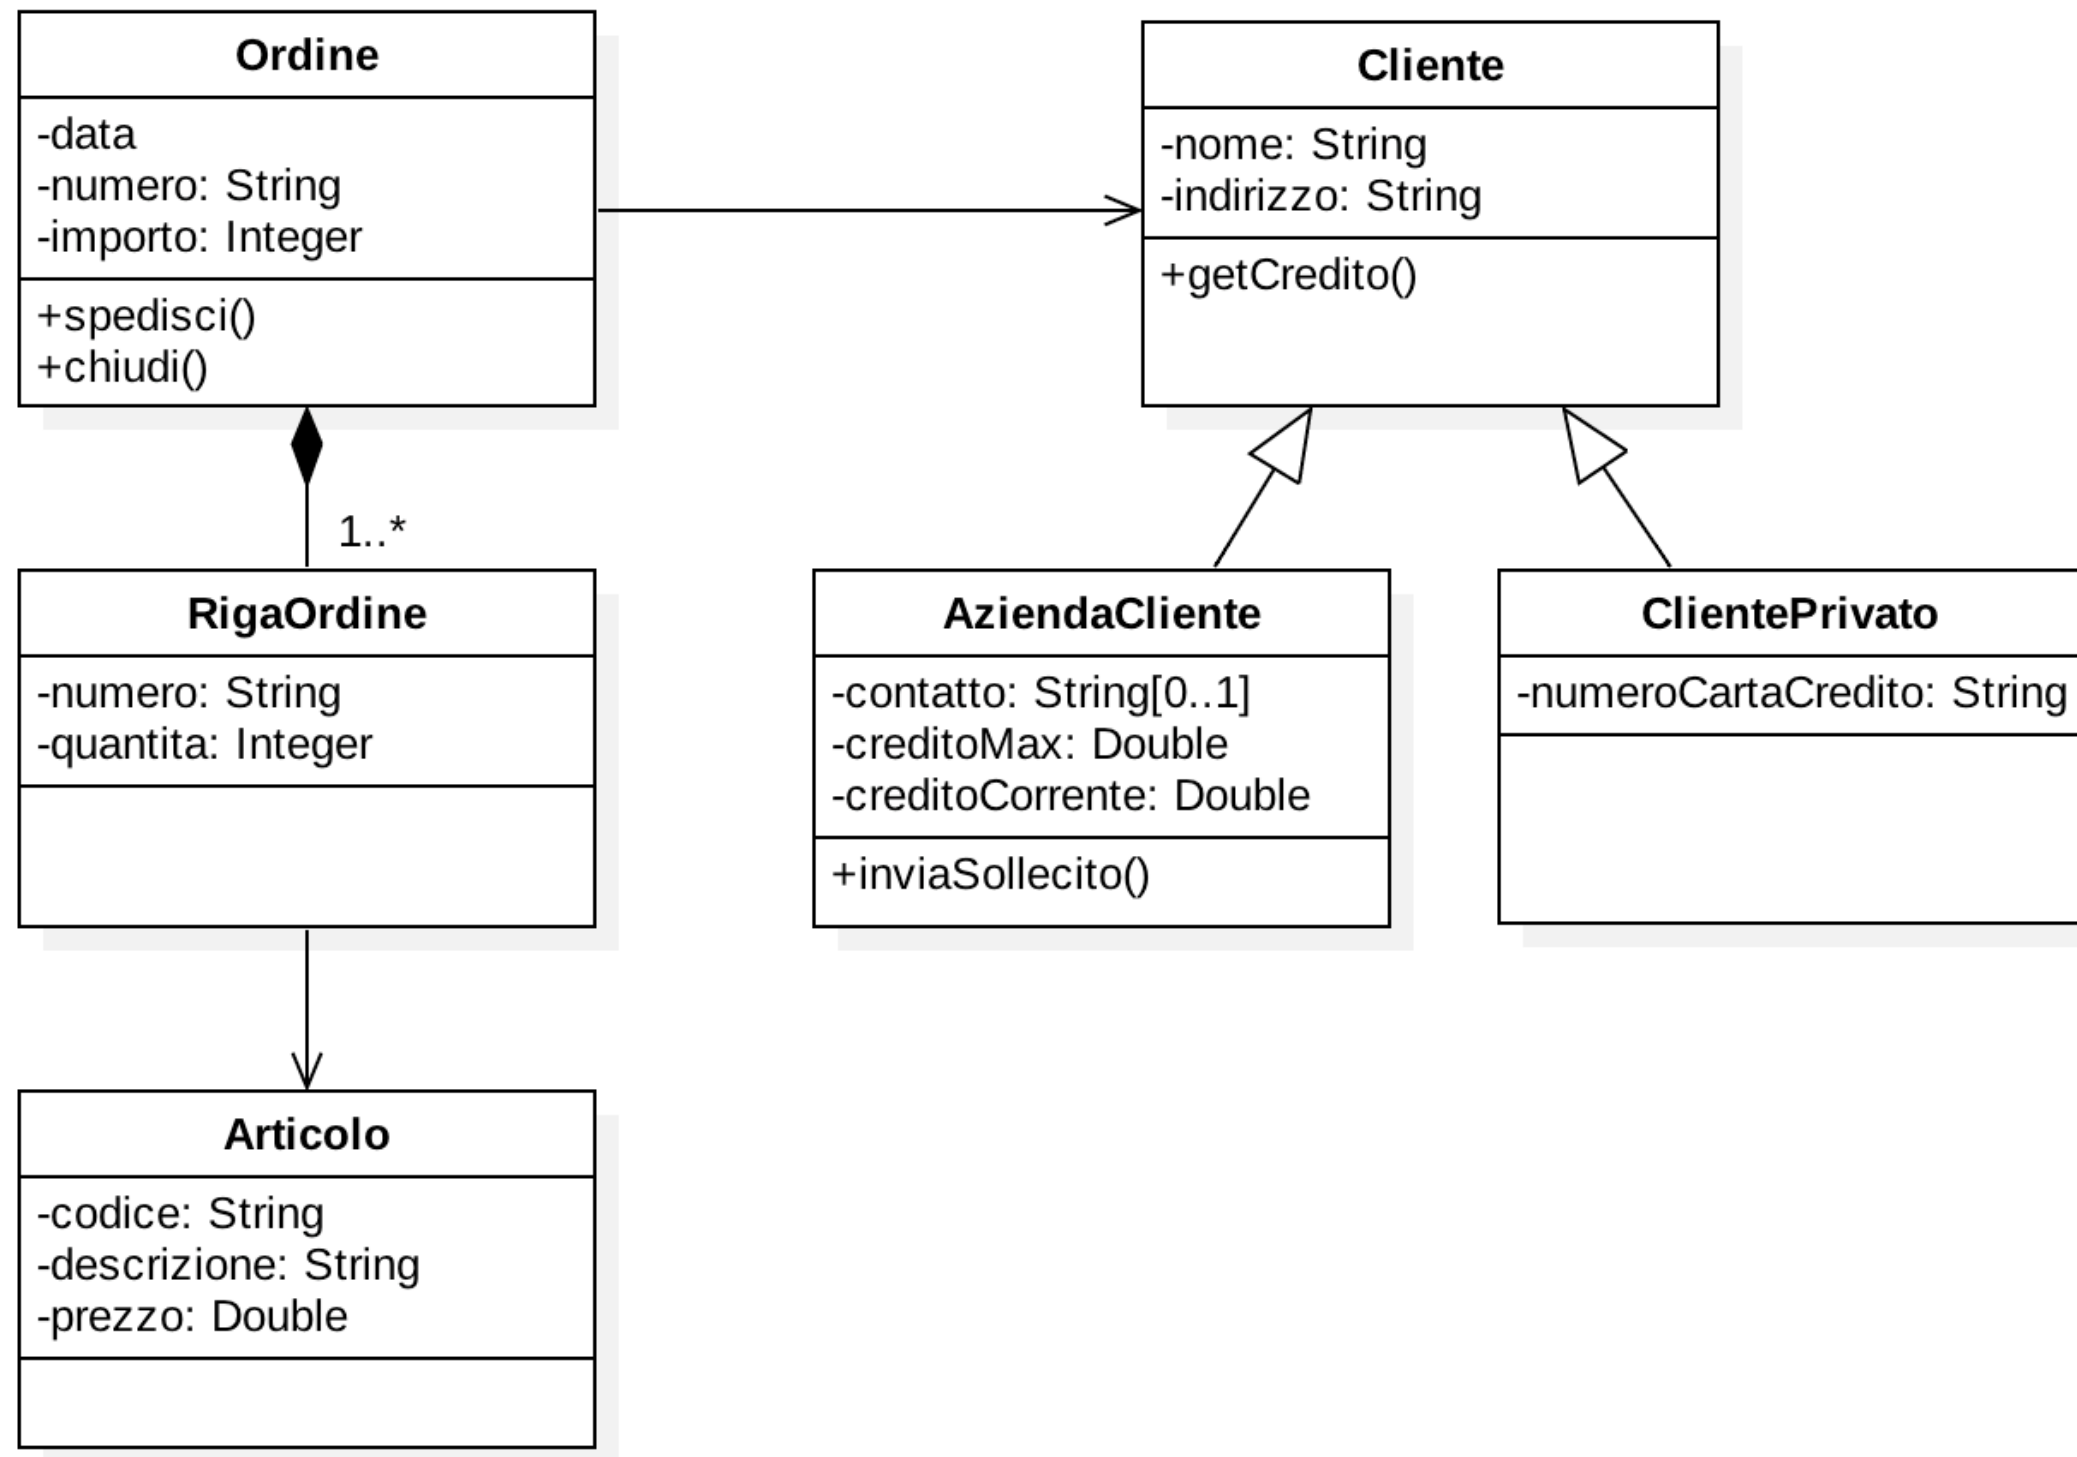 Ordine
-data
-numero: String
-importo: Integer
+spedisci()
+chiudi()
Cliente
-nome: String
-indirizzo: String
+getCredito()
1..*
RigaOrdine
-numero: String
-quantita: Integer
AziendaCliente
-contatto: String[0..1]
-creditoMax: Double
-creditoCorrente: Double
+inviaSollecito()
ClientePrivato
-numeroCartaCredito: String
Articolo
-codice: String
-descrizione: String
-prezzo: Double